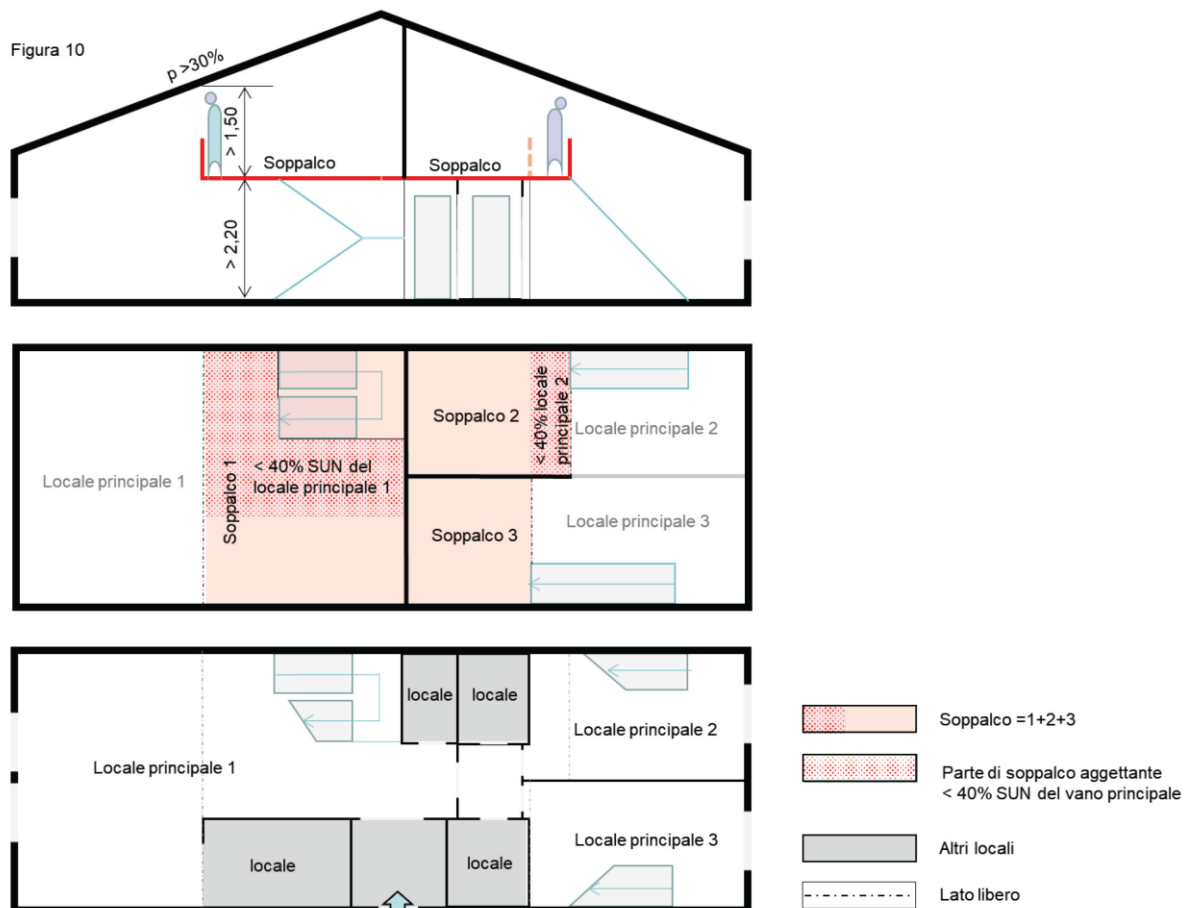 Figura 10
p >30%
> 1,50
Soppalco
Soppalco
> 2,20
Locale principale 1
Soppalco 1
< 40% SUN del
locale principale 1
Soppalco 2
< 40% locale
principale 2
Locale principale 2
Soppalco 3
Locale principale 3
locale
locale
Locale principale 1
Locale principale 2
Locale principale 3
locale
locale
Soppalco =1+2+3
Parte di soppalco aggettante
< 40% SUN del vano principale
Altri locali
Lato libero